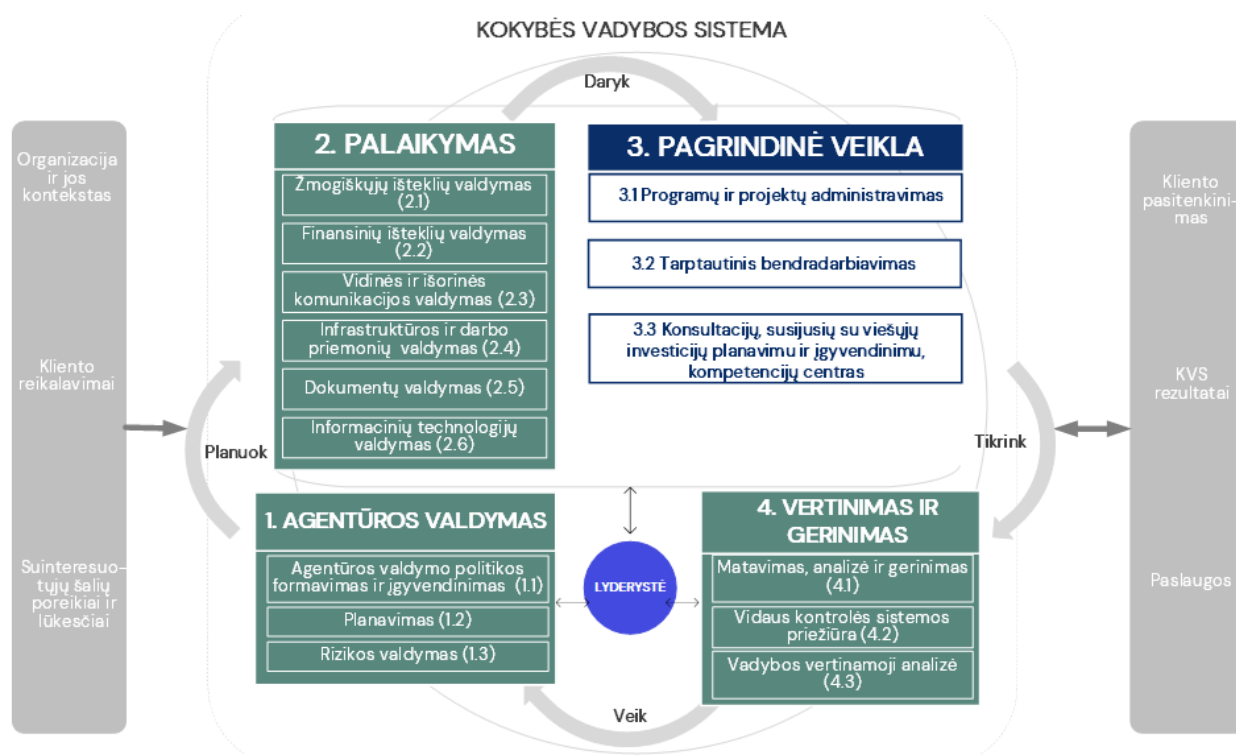 KOKYBĖS VADYBOS SISTEMA
Daryk
Organizacija
ir jos
kontekstas
Kliento
reikalavimai
Suinteresuo-
tųjų šalių
poreikiai ir
lūkesčiai
Planuok
2. PALAIKYMAS
Žmogiškųjų išteklių valdymas
(2.1)
Finansinių išteklių valdymas
(2.2)
Vidinės ir išorinės
komunikacijos valdymas (2.3)
Infrastruktūros ir darbo
priemonių valdymas (2.4)
Dokumentų valdymas (2.5)
Informacinių technologijų
valdymas (2.6)
3. PAGRINDINĖ VEIKLA
3.1 Programų ir projektų administravimas
3.2 Tarptautinis bendradarbiavimas
3.3 Konsultacijų, susijusių su viešųjų
investicijų planavimu ir įgyvendinimu,
kompetencijų centras
Tikrink
Kliento
pasitenkini-
mas
KVS
rezultatai
Paslaugos
1. AGENTŪROS VALDYMAS
Agentūros valdymo politikos
formavimas ir įgyvendinimas (1.1)
Planavimas (1.2)
Rizikos valdymas (1.3)
LYDERYSTĖ
4. VERTINIMAS IR
GERINIMAS
Matavimas, analizė ir gerinimas
(4.1)
Vidaus kontrolės sistemos
priežiūra (4.2)
Vadybos vertinamoji analizė
(4.3)
Veik